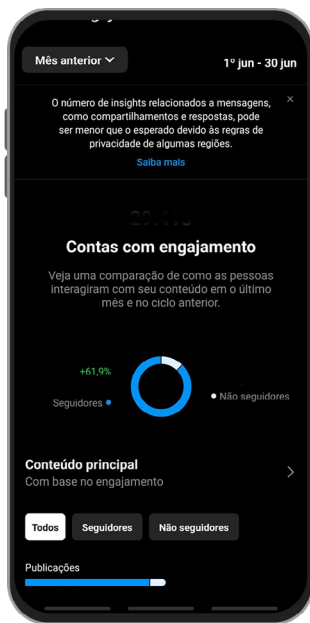 Mês anterior
1º jun - 30 jun
O número de insights relacionados a mensagens,
como compartilhamentos e respostas, pode
ser menor que o esperado devido às regras de
privacidade de algumas regiões.
Saiba mais
Contas com engajamento
Veja uma comparação de como as pessoas
interagiram com seu conteúdo em o último
mês e no ciclo anterior.
+61,9%
Seguidores
Não seguidores
Conteúdo principal
Com base no engajamento
Todos
Seguidores
Não seguidores
Publicações